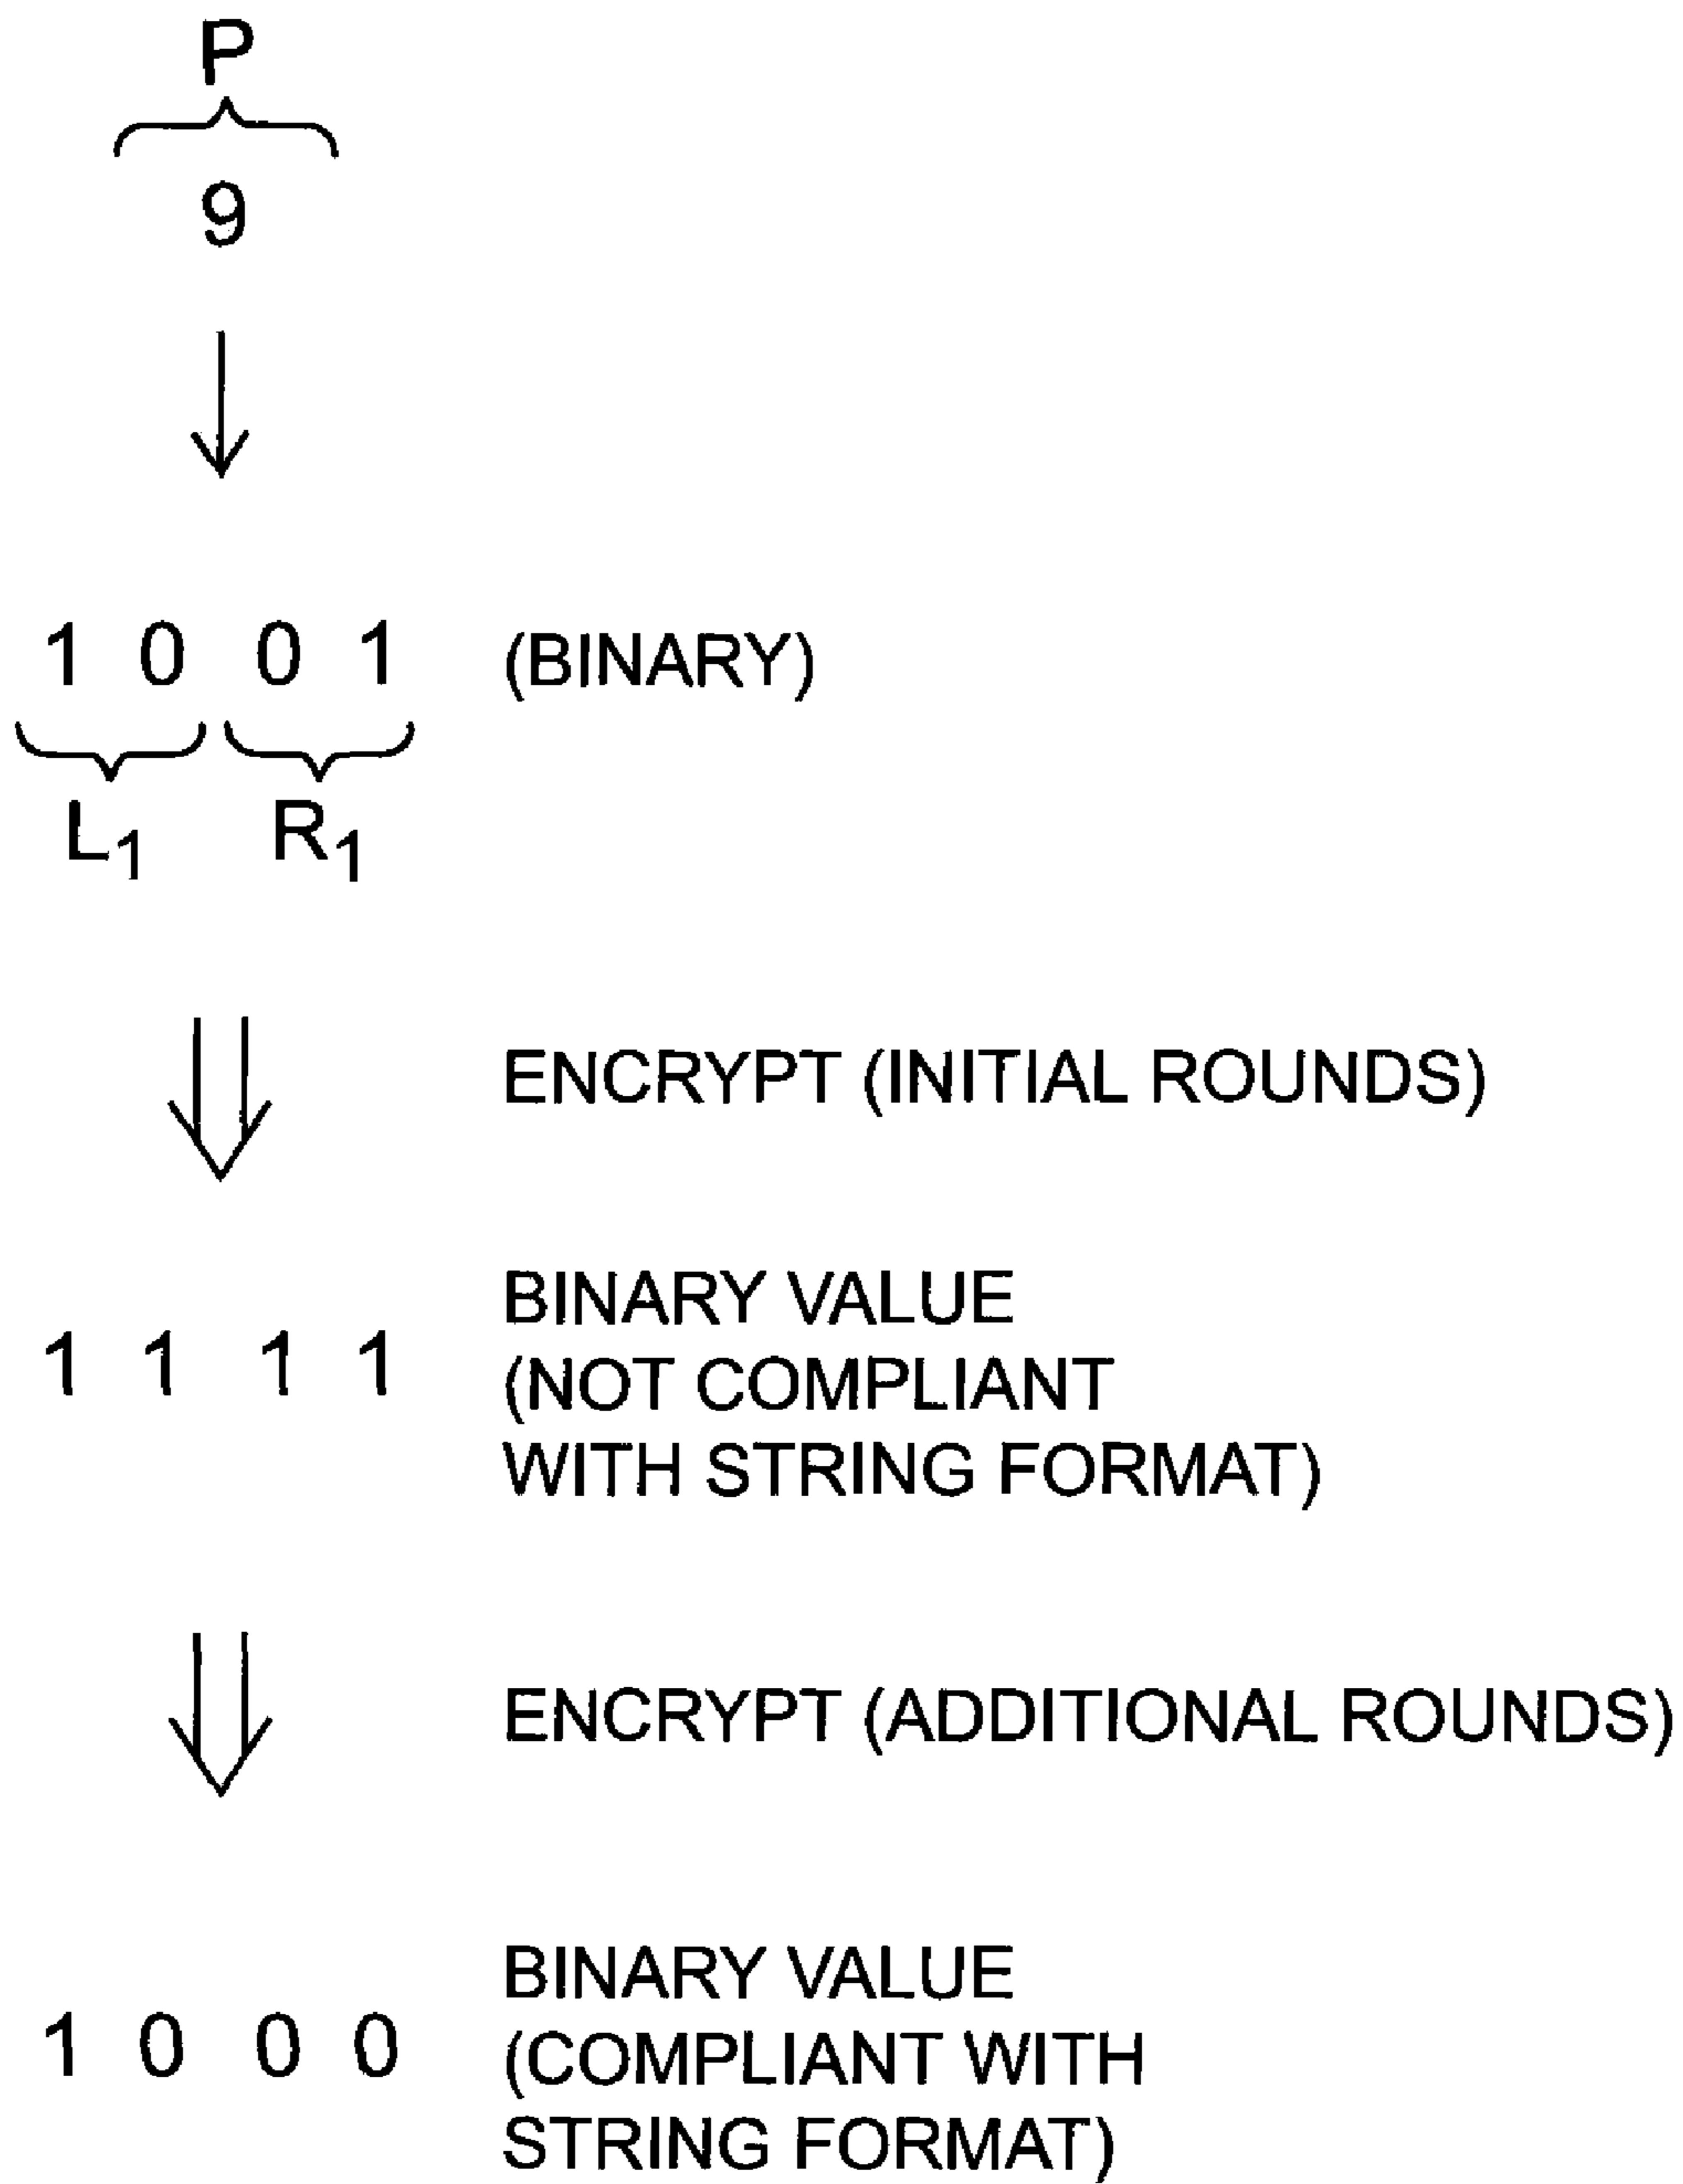 P
9
1 0 0 1 (BINARY)
L1 R1
ENCRYPT (INITIAL ROUNDS)
BINARY VALUE
1 1 1 1 (NOT COMPLIANT
WITH STRING FORMAT)
ENCRYPT (ADDITIONAL ROUNDS)
BINARY VALUE
1 0 0 0 (COMPLIANT WITH
STRING FORMAT)